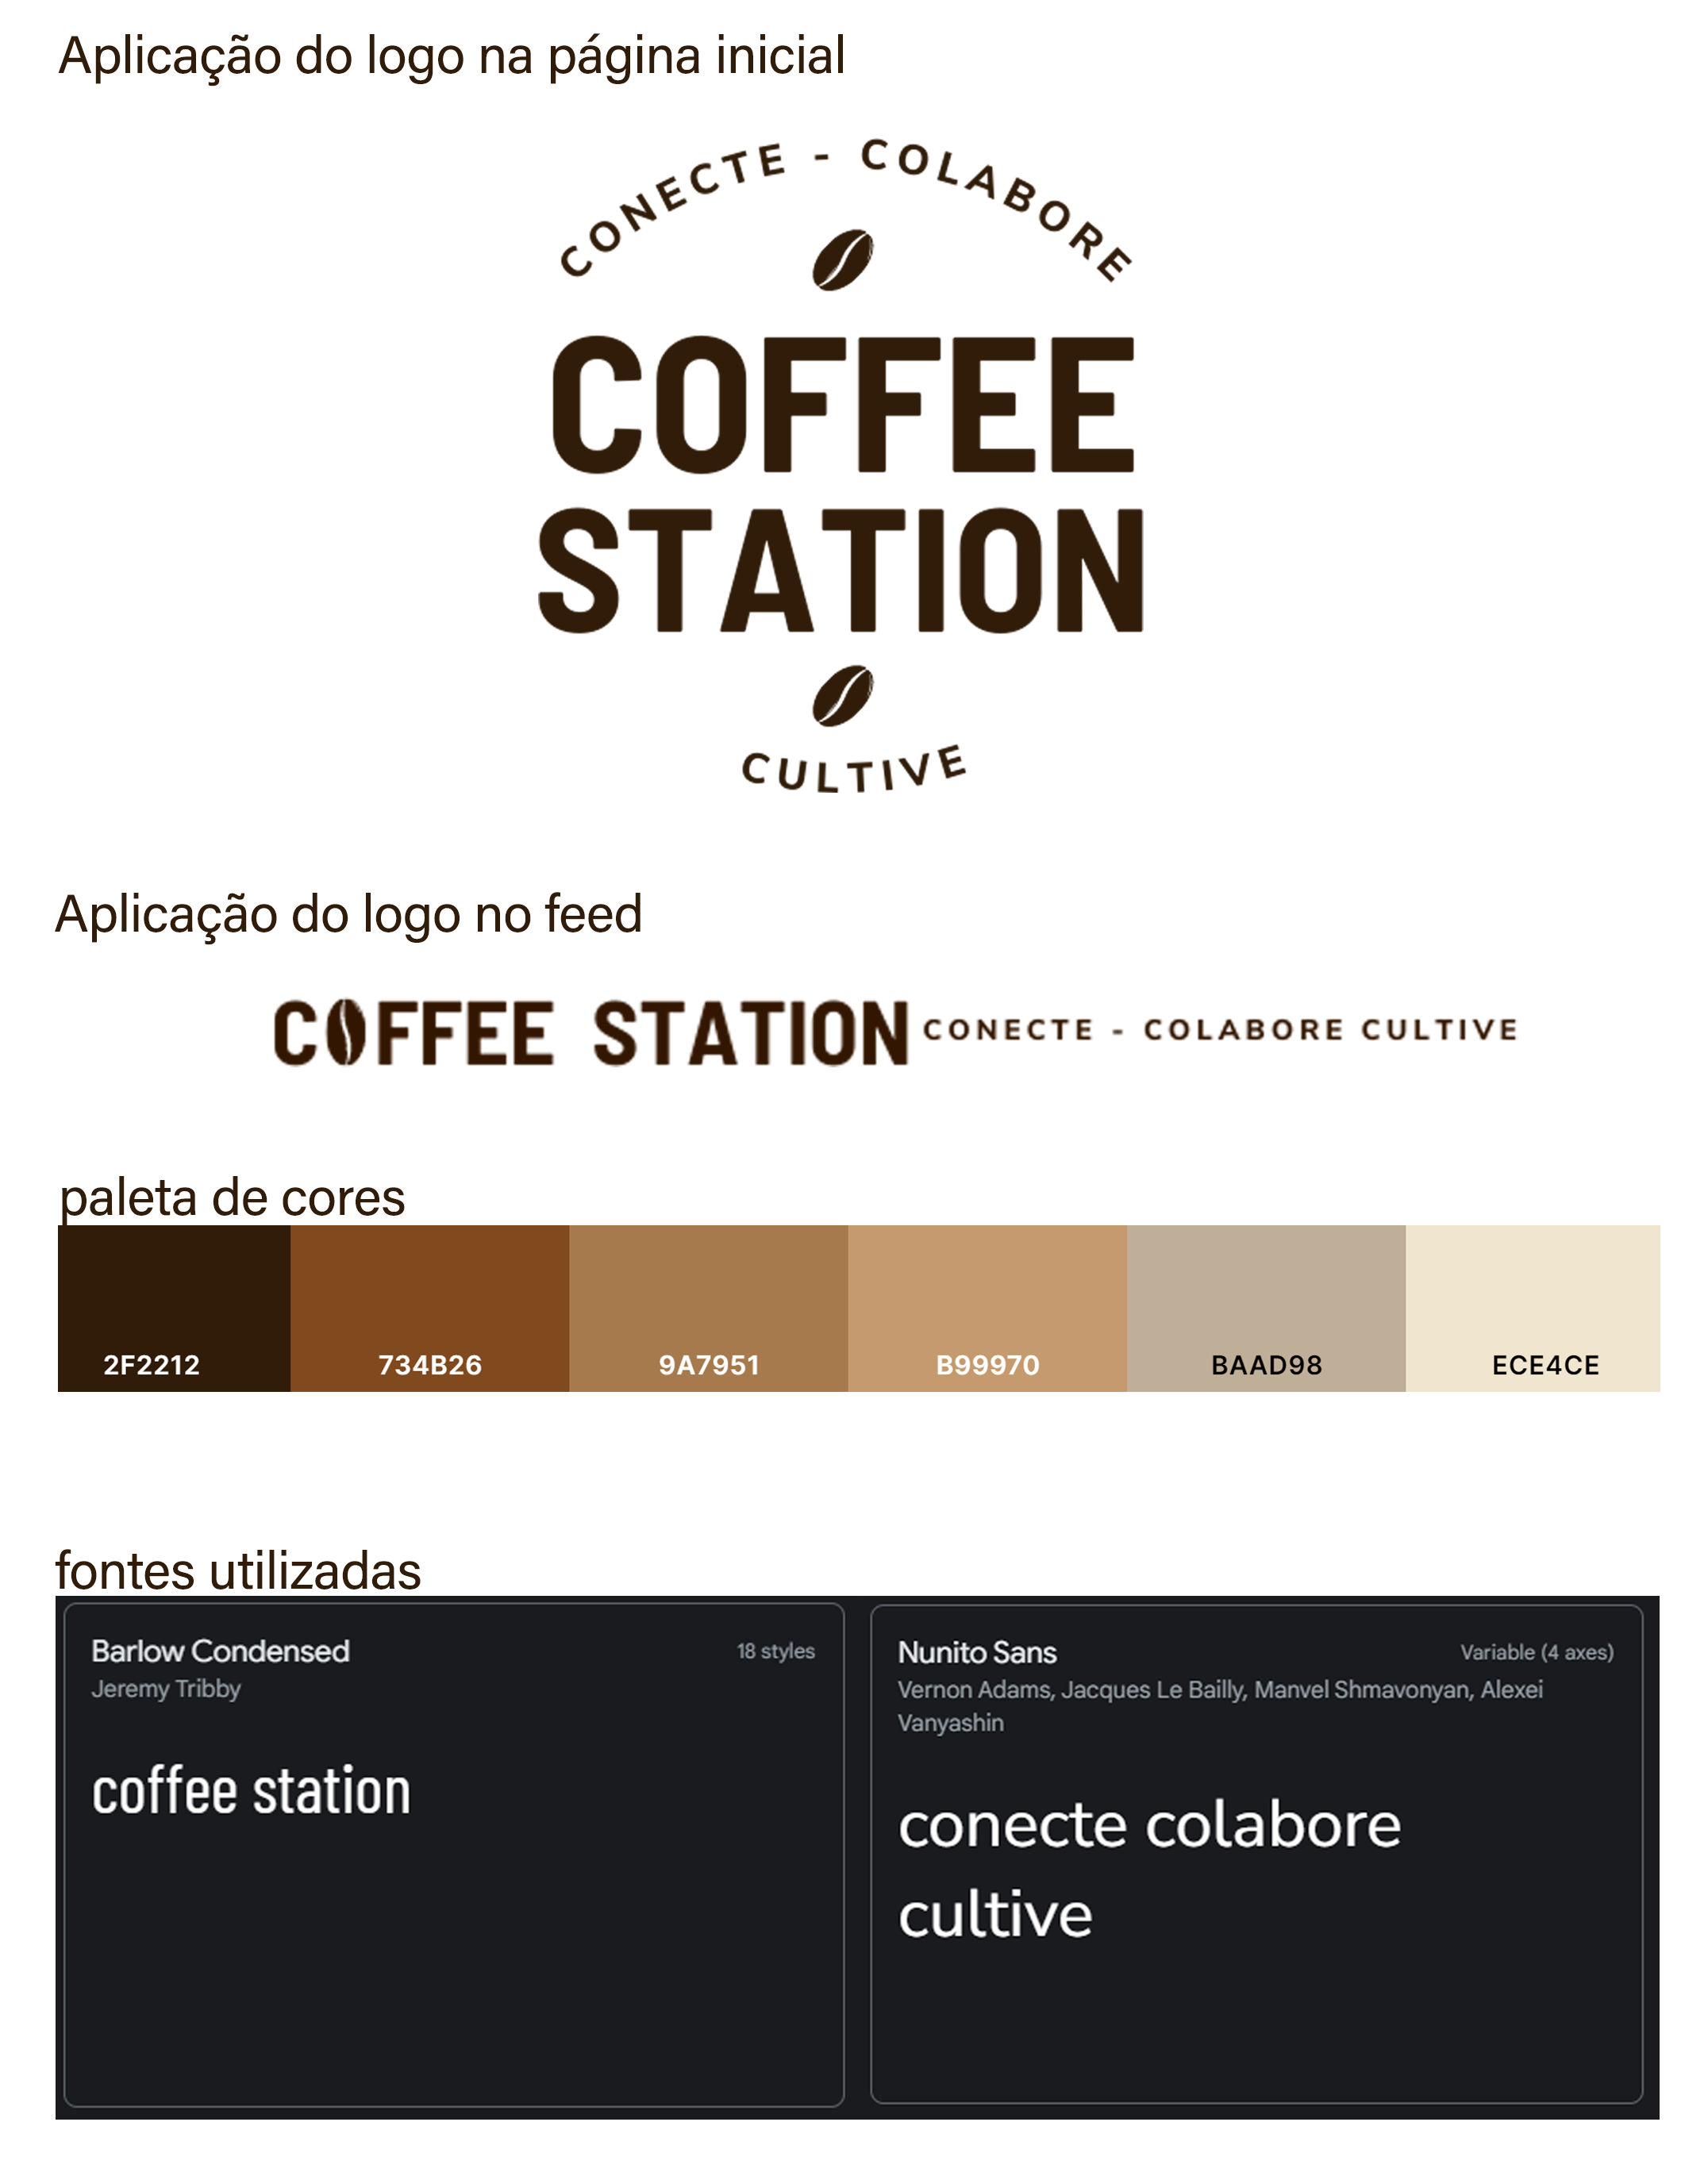 Aplicação do logo na página inicial
CONECTE - COLABORE
COFFEE
STATION
CULTIVE
Aplicação do logo no feed
COFFEE STATION CONECTE - COLABORE CULTIVE
paleta de cores
2F2212 734B26 9A7951 B99970 BAAD98 ECE4CE
fontes utilizadas
Barlow Condensed 18 styles
Jeremy Tribby
coffee station
Nunito Sans Variable (4 axes)
Vernon Adams, Jacques Le Bailly, Manvel Shmavonyan, Alexei
Vanyashin
conecte colabore
cultive